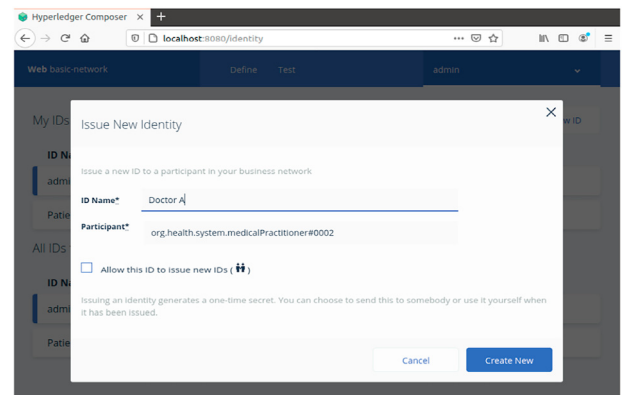 Hyperledger Composer
localhost:8080/identity
Web basic-network
Define
Test
admin
My IDs
w ID
Issue New Identity
ID Na
Issue a new ID to a participant in your business network
admi
ID Name*
Doctor A
Patie
Participant*
org.health.system.medicalPractitioner#0002
All IDs
Allow this ID to issue new IDs ( )
ID Na
Issuing an identity generates a one-time secret. You can choose to send this to somebody or use it yourself when
it has been issued.
admi
Patie
Cancel
Create New